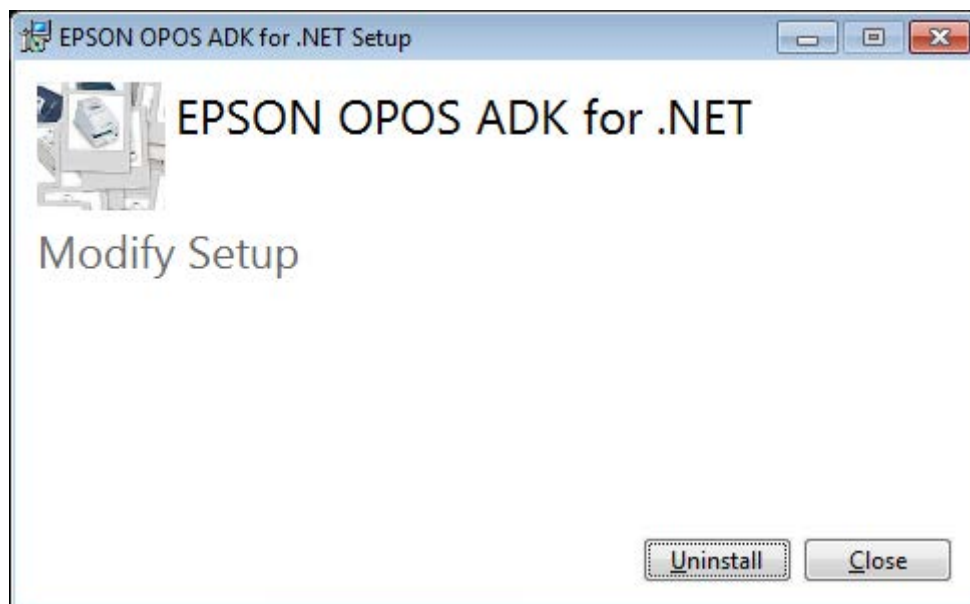 EPSON OPOS ADK for .NET Setup
EPSON OPOS ADK for .NET
Modify Setup
Uninstall Close